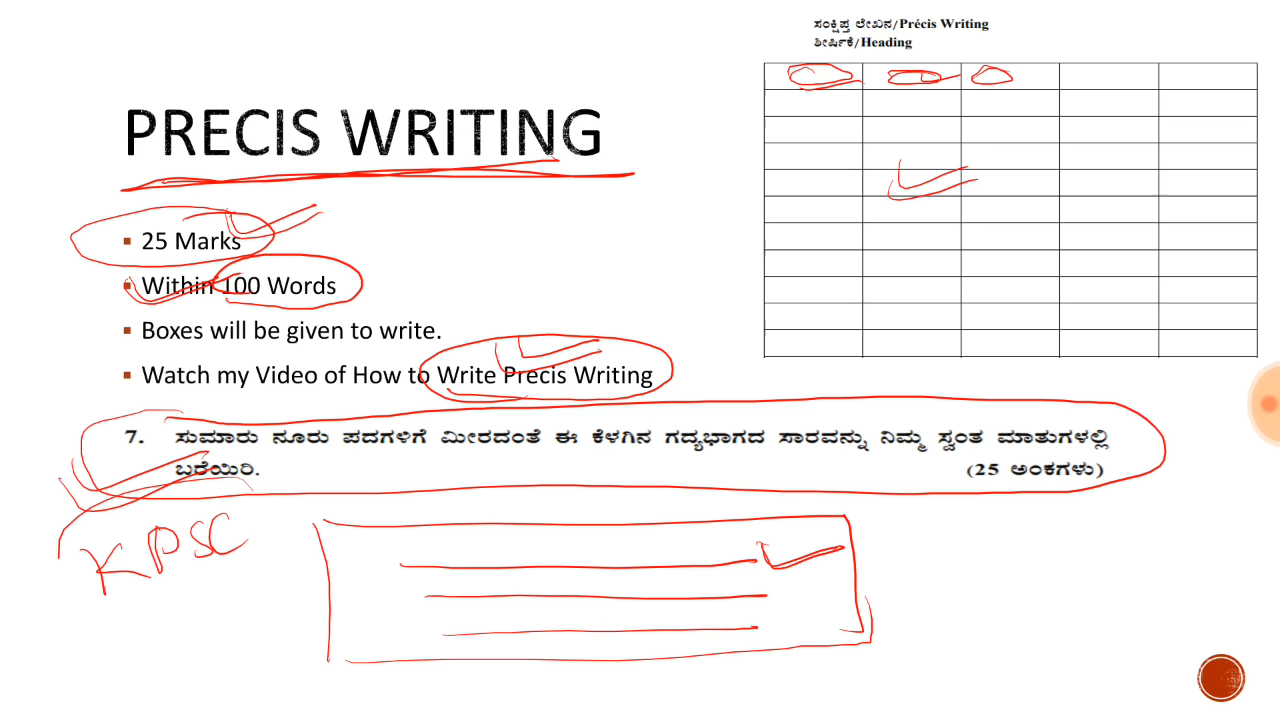 ಸಂಕ್ಷಿಪ್ತ ಲೇಖನ/Précis Writing
ಶೀರ್ಷಿಕೆ/Heading
PRECIS WRITING
25 Marks
Within 100 Words
Boxes will be given to write.
Watch my Video of How to Write Precis Writing
7. ಸುಮಾರು ನೂರು ಪದಗಳಿಗೆ ಮೀರದಂತೆ ಈ ಕೆಳಗಿನ ಗದ್ಯಭಾಗದ ಸಾರವನ್ನು ನಿಮ್ಮ ಸ್ವಂತ ಮಾತುಗಳಲ್ಲಿ
ಬರೆಯಿರಿ. (25 ಅಂಕಗಳು)
KPSC